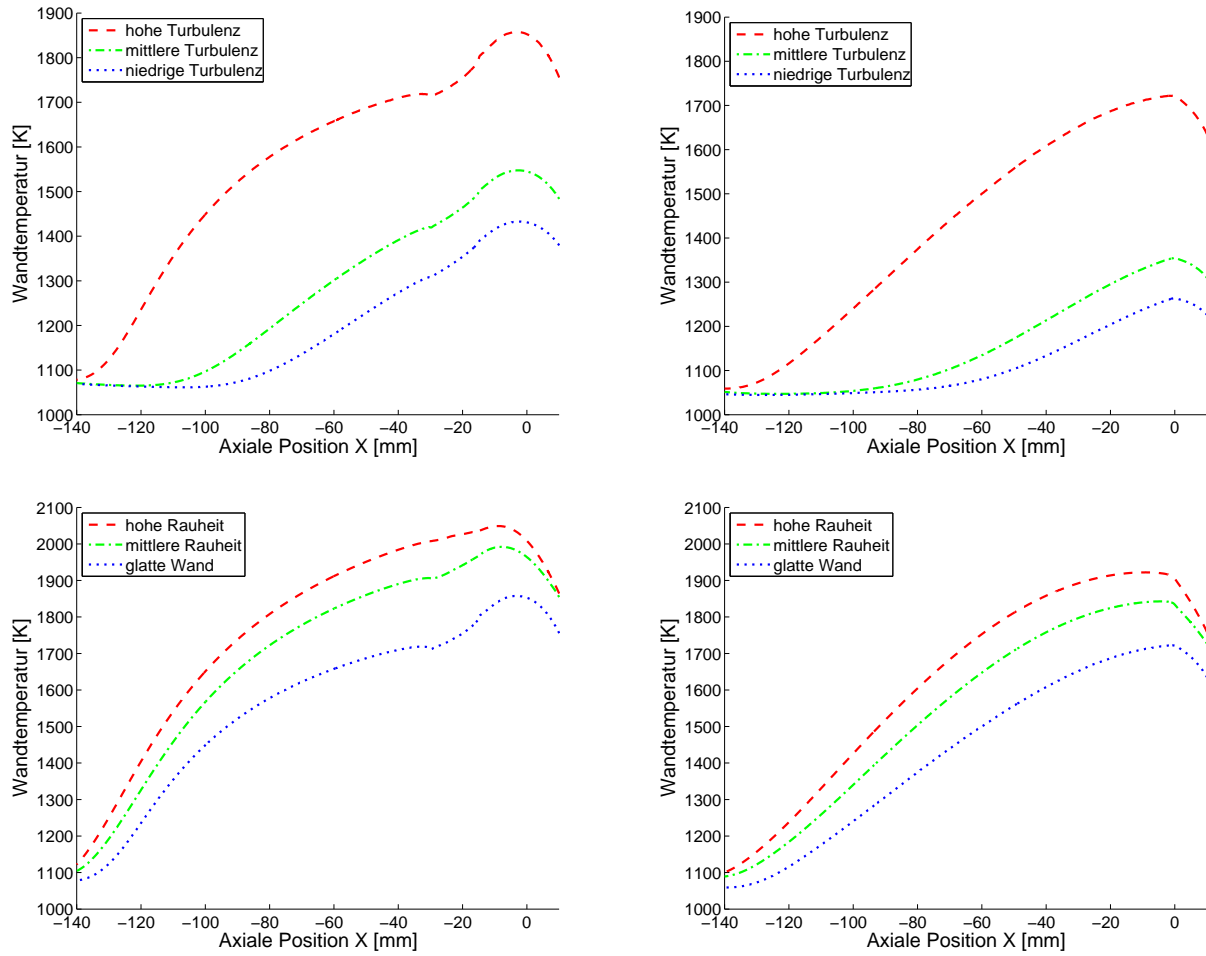 1900
1800
1700
1600
1500
1400
1300
1200
1100
1000
−140 −120 −100 −80 −60 −40 −20 0
Wandtemperatur [K]
Axiale Position X [mm]
hohe Turbulenz
mittlere Turbulenz
niedrige Turbulenz
1900
1800
1700
1600
1500
1400
1300
1200
1100
1000
−140 −120 −100 −80 −60 −40 −20 0
Wandtemperatur [K]
Axiale Position X [mm]
hohe Turbulenz
mittlere Turbulenz
niedrige Turbulenz
2100
2000
1900
1800
1700
1600
1500
1400
1300
1200
1100
1000
−140 −120 −100 −80 −60 −40 −20 0
Wandtemperatur [K]
Axiale Position X [mm]
hohe Rauheit
mittlere Rauheit
glatte Wand
2100
2000
1900
1800
1700
1600
1500
1400
1300
1200
1100
1000
−140 −120 −100 −80 −60 −40 −20 0
Wandtemperatur [K]
Axiale Position X [mm]
hohe Rauheit
mittlere Rauheit
glatte Wand